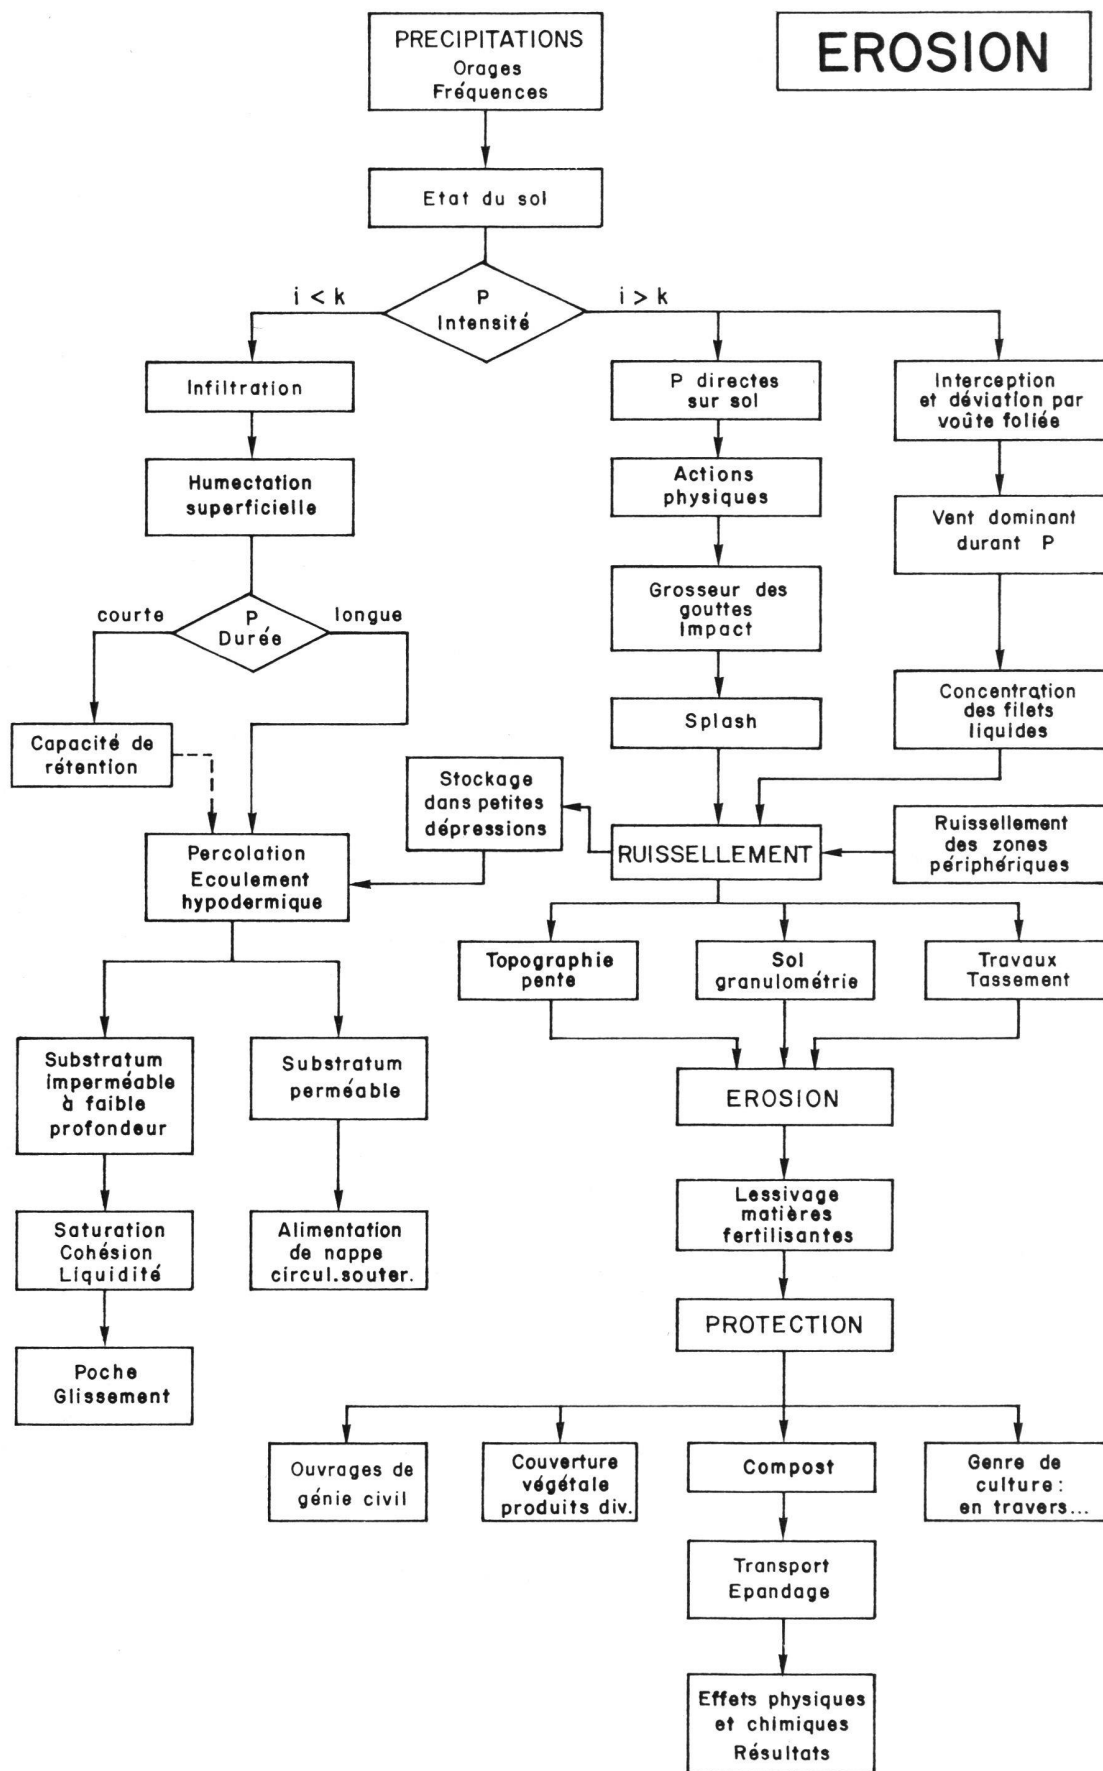 PRECIPITATIONS
Orages
Fréquences
EROSION
Etat du sol
i < k
P
Intensité
i > k
Infiltration
P directes
sur sol
Interception
et déviation par
voûte foliée
Humectation
superficielle
Actions
physiques
Vent dominant
durant P
courte
P
Durée
longue
Grosseur des
gouttes
Impact
Capacité de
rétention
Splash
Concentration
des filets
liquides
Stockage
dans petites
dépressions
Percolation
Ecoulement
hypodermique
RUISSELLEMENT
Ruissellement
des zones
périphériques
Topographie
pente
Sol
granulométrie
Travaux
Tassement
Substratum
imperméable
à faible
profondeur
Substratum
perméable
EROSION
Saturation
Cohésion
Liquidité
Alimentation
de nappe
circul.souter.
Lessivage
matières
fertilisantes
Poche
Glissement
PROTECTION
Ouvrages de
génie civil
Couverture
végétale
produits div.
Compost
Genre de
culture :
en travers...
Transport
Epandage
Effets physiques
et chimiques
Résultats